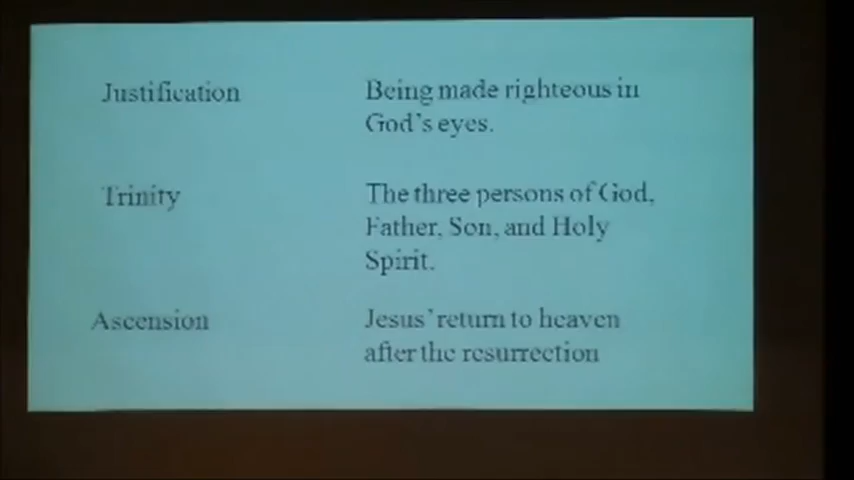 Justification
Being made righteous in
God's eyes.
Trinity
The three persons of God,
Father, Son, and Holy
Spirit.
Ascension
Jesus' return to heaven
after the resurrection